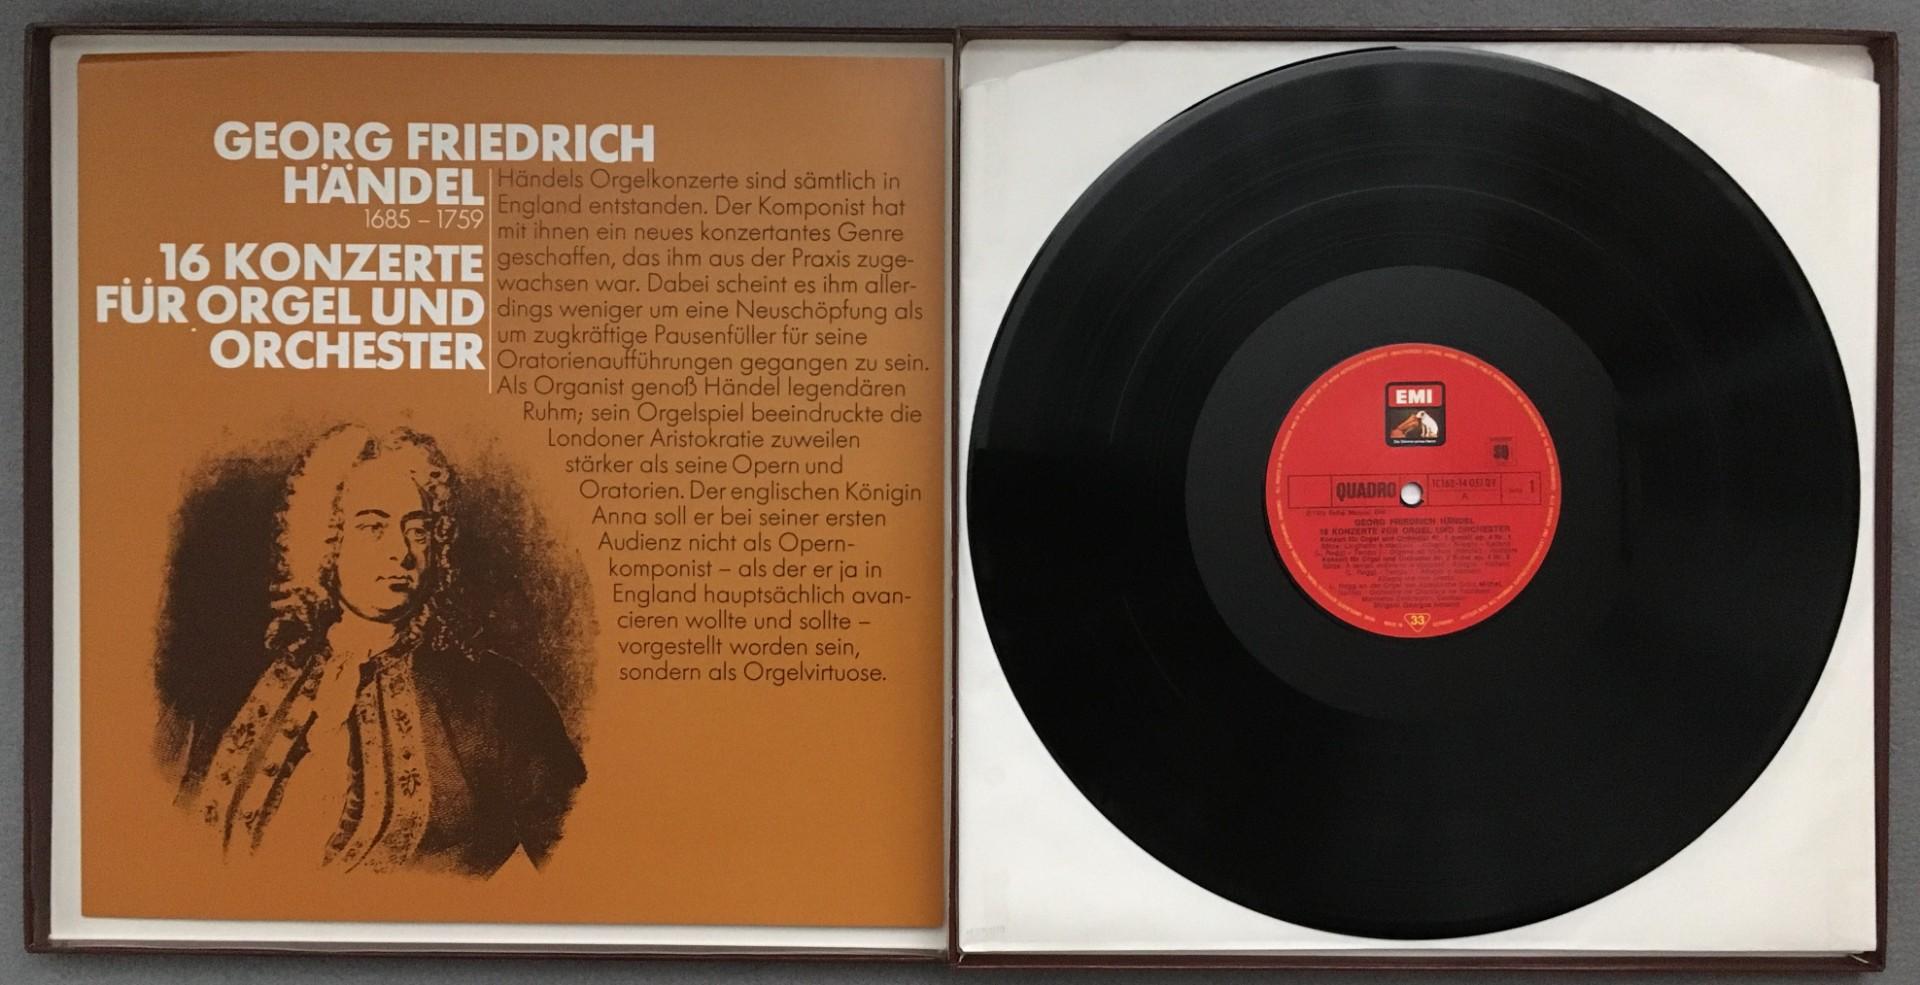 GEORG FRIEDRICH
HÄNDEL
1685 – 1759
16 KONZERTE
FÜR ORGEL UND
ORCHESTER
Händels Orgelkonzerte sind sämtlich in
England entstanden. Der Komponist hat
mit ihnen ein neues konzertantes Genre
geschaffen, das ihm aus der Praxis zuge-
wachsen war. Dabei scheint es ihm aller-
dings weniger um eine Neuschöpfung als
um zugkräftige Pausenfüller für seine
Oratorienaufführungen gegangen zu sein.
Als Organist genoß Händel legendären
Ruhm; sein Orgelspiel beeindruckte die
Londoner Aristokratie zuweilen
stärker als seine Opern und
Oratorien. Der englischen Königin
Anna soll er bei seiner ersten
Audienz nicht als Opern-
komponist – als der er ja in
England hauptsächlich avan-
cieren wollte und sollte –
vorgestellt worden sein,
sondern als Orgelvirtuose.
EMI
SQ
QUADRO
A
1
GEORG FRIEDRICH HÄNDEL
16 KONZERTE FÜR ORGEL UND ORCHESTER
33